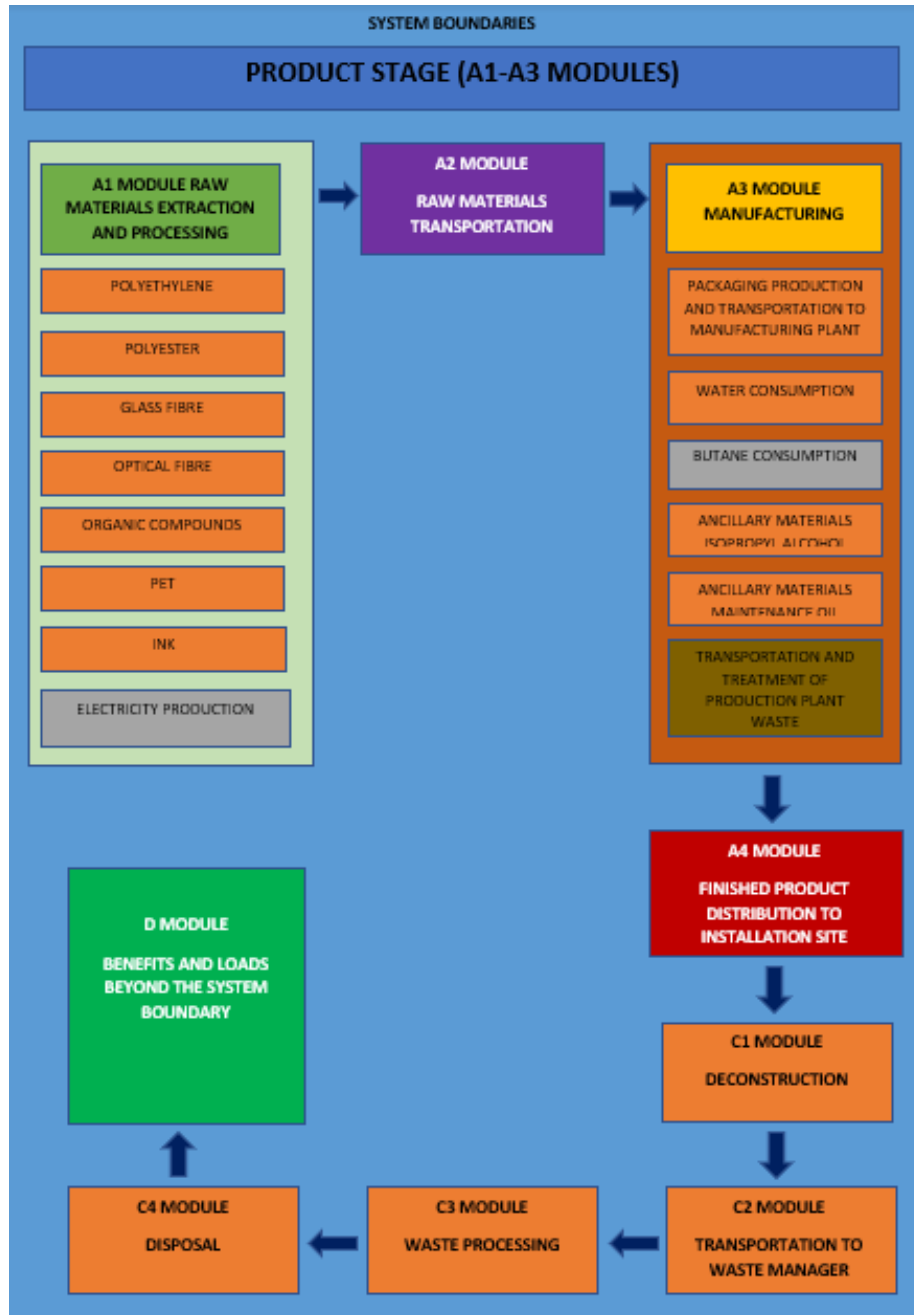 SYSTEM BOUNDARIES
PRODUCT STAGE (A1-A3 MODULES)
A1 MODULE RAW
MATERIALS EXTRACTION
AND PROCESSING
POLYETHYLENE
POLYESTER
GLASS FIBRE
OPTICAL FIBRE
ORGANIC COMPOUNDS
PET
INK
ELECTRICITY PRODUCTION
A2 MODULE
RAW MATERIALS
TRANSPORTATION
A3 MODULE
MANUFACTURING
PACKAGING PRODUCTION
AND TRANSPORTATION TO
MANUFACTURING PLANT
WATER CONSUMPTION
BUTANE CONSUMPTION
ANCILLARY MATERIALS
ISOPROPYL ALCOHOL
ANCILLARY MATERIALS
MAINTENANCE OIL
TRANSPORTATION AND
TREATMENT OF
PRODUCTION PLANT
WASTE
A4 MODULE
FINISHED PRODUCT
DISTRIBUTION TO
INSTALLATION SITE
C1 MODULE
DECONSTRUCTION
C2 MODULE
TRANSPORTATION TO
WASTE MANAGER
C3 MODULE
WASTE PROCESSING
C4 MODULE
DISPOSAL
D MODULE
BENEFITS AND LOADS
BEYOND THE SYSTEM
BOUNDARY